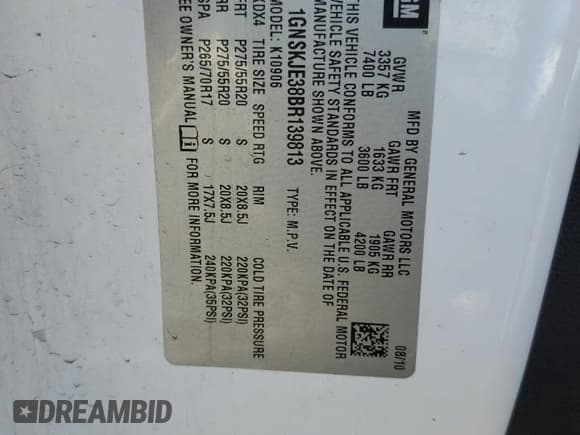 GM
MFD BY GENERAL MOTORS LLC
08/10
GVWR GAWR FRT GAWR RR
3357 KG 1633 KG 1905 KG
7400 LB 3600 LB 4200 LB
THIS VEHICLE CONFORMS TO ALL APPLICABLE U.S. FEDERAL MOTOR
VEHICLE SAFETY STANDARDS IN EFFECT ON THE DATE OF
MANUFACTURE SHOWN ABOVE.
1GNSKJE38BR139813 TYPE: M.P.V.
MODEL: K10906
TIRE SIZE SPEED RTG RIM COLD TIRE PRESSURE
FRT P275/55R20 S 20X8.5J 220KPA(32PSI)
RR P275/55R20 S 20X8.5J 220KPA(32PSI)
SPA P265/70R17 S 17X7.5J 240KPA(35PSI)
SEE OWNER'S MANUAL FOR MORE INFORMATION.
DREAMBID